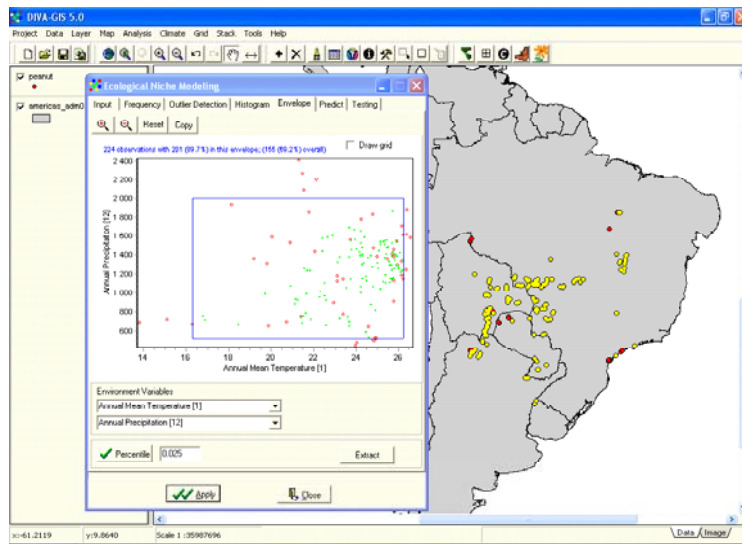 DIVA-GIS 5.0
Project Data Layer Map Analysis Climate Grid Stack Tools Help
peanut
americas_adm0
Ecological Niche Modeling
Input Frequency Outlier Detection Histogram Envelope Predict Testing
Reset Copy
224 observations with 201 (89.7%) in this envelope; (155 (69.2%) overall)
Draw grid
2 400
2 200
2 000
1 800
1 600
1 400
1 200
1 000
800
600
Annual Precipitation [12]
14 16 18 20 22 24 26
Annual Mean Temperature [1]
Environment Variables
Annual Mean Temperature [1]
Annual Precipitation [12]
Percentile 0.025 Extract
Apply Close
x:-61.2119 y:9.8640 Scale 1 :35987696 Data Image